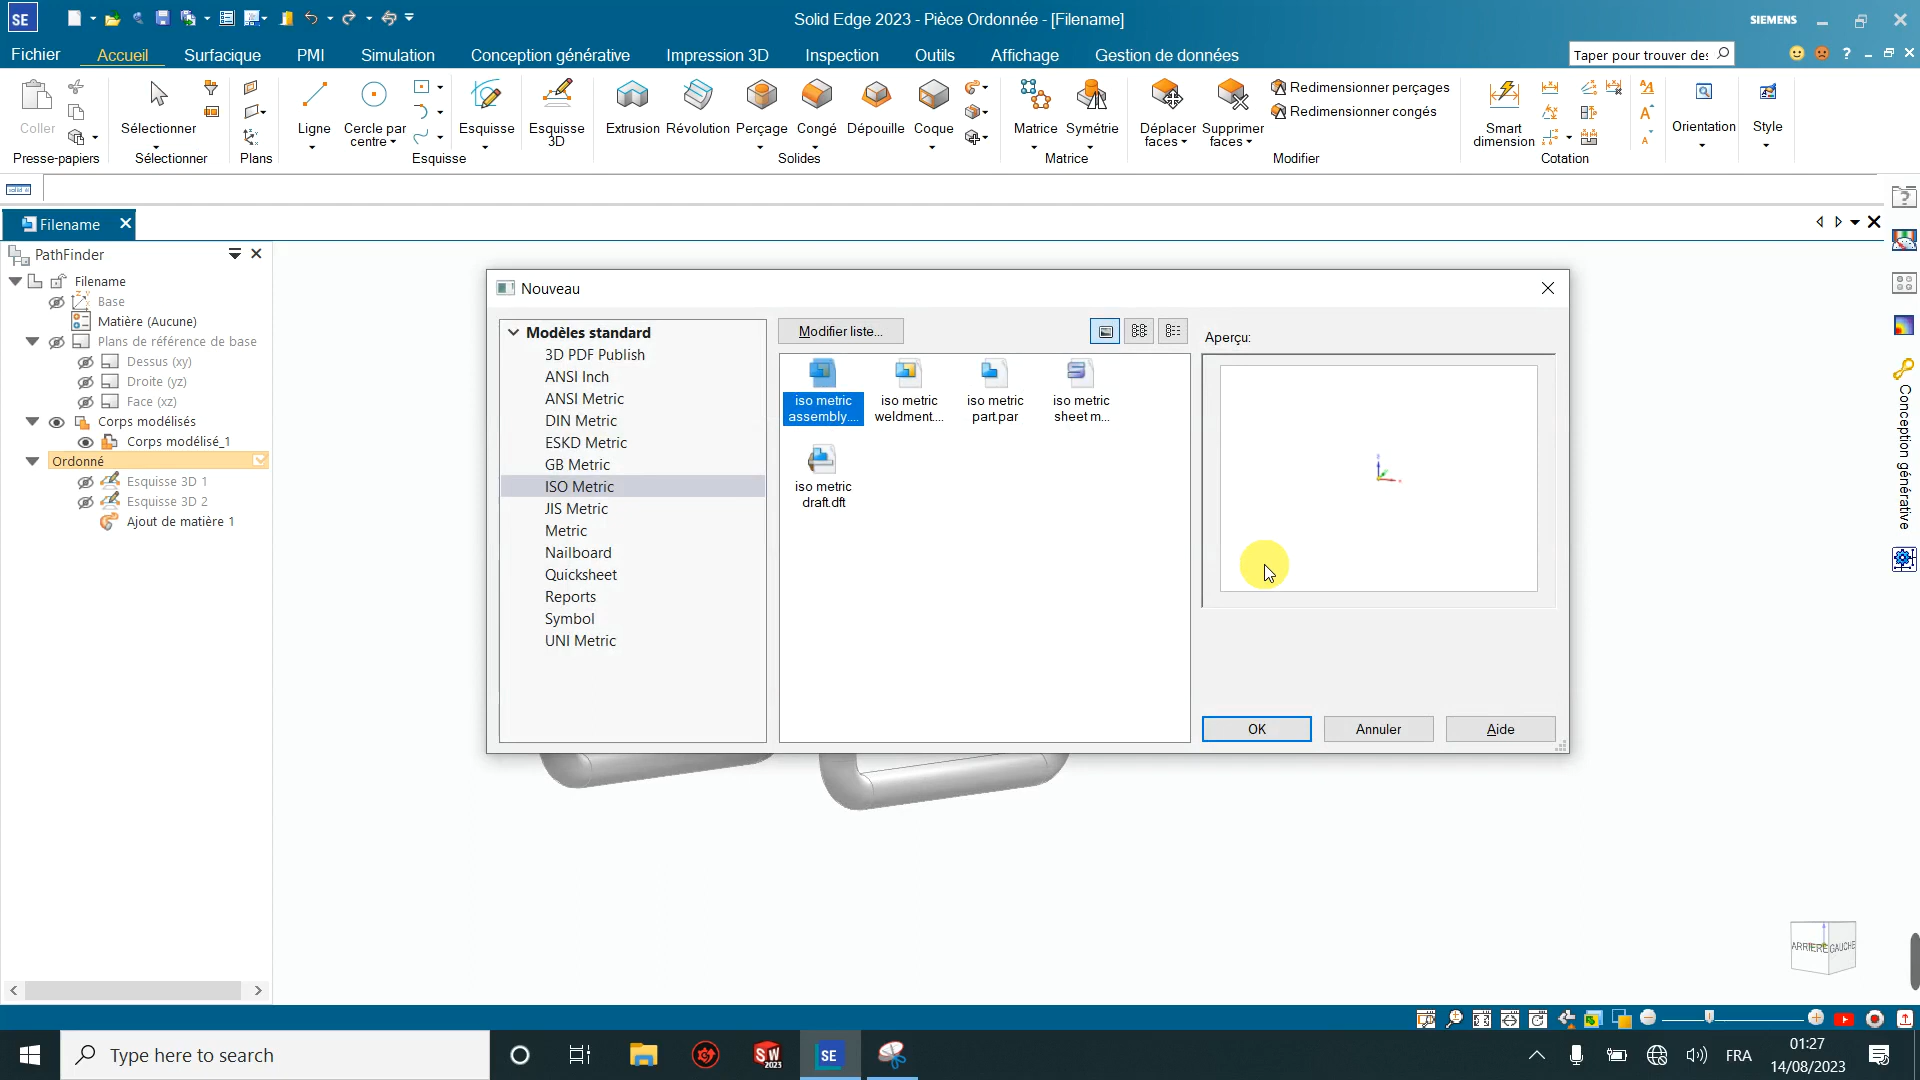 SE
Solid Edge 2023 - Pièce Ordonnée - [Filename]
SIEMENS
Fichier
Accueil
Surfacique
PMI
Simulation
Conception générative
Impression 3D
Inspection
Outils
Affichage
Gestion de données
Taper pour trouver des
Coller
Sélectionner
Ligne
Cercle par
centre
Esquisse
Esquisse
3D
Extrusion
Révolution
Perçage
Congé
Dépouille
Coque
Matrice
Symétrie
Déplacer
faces
Supprimer
faces
Redimensionner perçages
Redimensionner congés
Smart
dimension
Orientation
Style
Presse-papiers
Sélectionner
Plans
Esquisse
Solides
Matrice
Modifier
Cotation
Filename
PathFinder
Filename
Base
Matière (Aucune)
Plans de référence de base
Dessus (xy)
Droite (yz)
Face (xz)
Corps modélisés
Corps modélisé_1
Ordonné
Esquisse 3D 1
Esquisse 3D 2
Ajout de matière 1
Nouveau
Modèles standard
3D PDF Publish
ANSI Inch
ANSI Metric
DIN Metric
ESKD Metric
GB Metric
ISO Metric
JIS Metric
Metric
Nailboard
Quicksheet
Reports
Symbol
UNI Metric
Modifier liste...
iso metric
assembly....
iso metric
weldment....
iso metric
part.par
iso metric
sheet m...
iso metric
draft.dft
Aperçu:
OK
Annuler
Aide
Conception générative
ARRIERE
GAUCHE
Type here to search
SW
2023
SE
FRA
01:27
14/08/2023